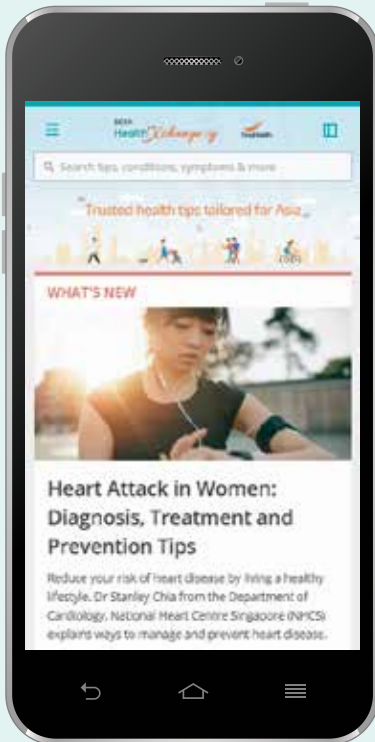 HealthXchange.sg
Search tips, conditions, symptoms & more
"Trusted health tips tailored for Asia"
WHAT'S NEW
Heart Attack in Women:
Diagnosis, Treatment and
Prevention Tips
Reduce your risk of heart disease by living a healthy
lifestyle. Dr Stanley Chia from the Department of
Cardiology, National Heart Centre Singapore (NHCS)
explains ways to manage and prevent heart disease.